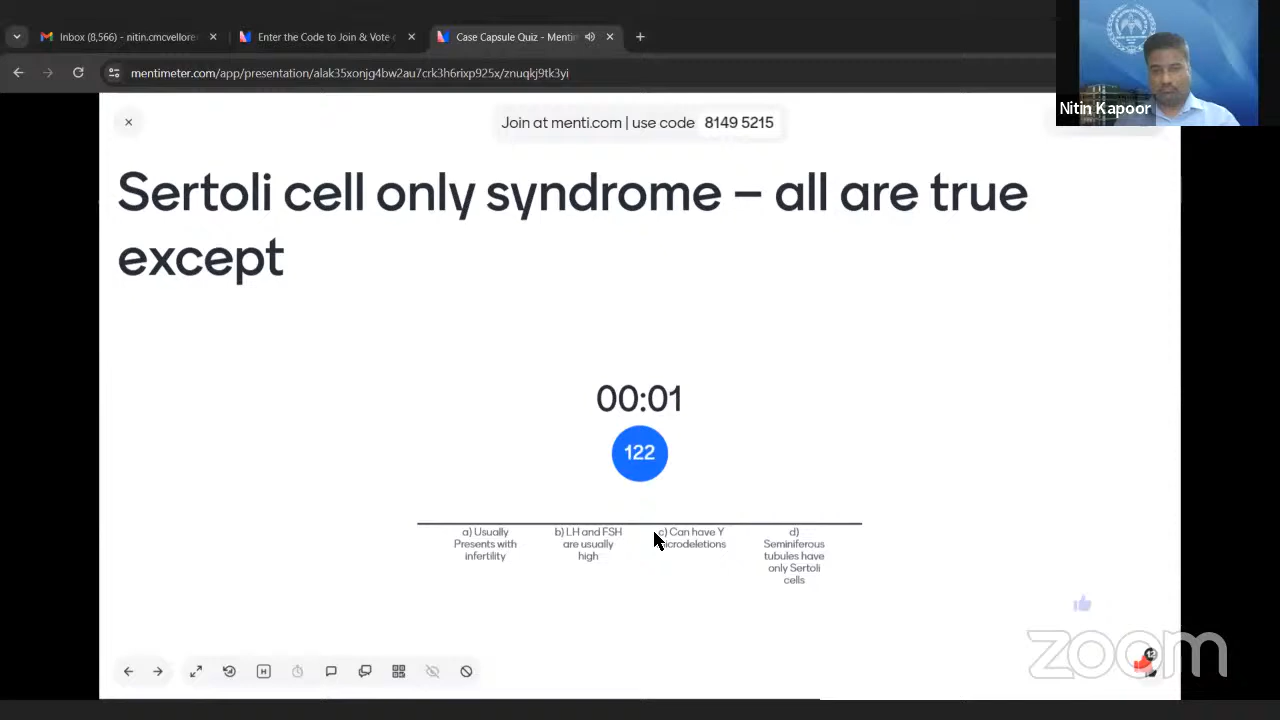 Inbox (8,566) - nitin.cmcvellore
Enter the Code to Join & Vote
Case Capsule Quiz - Menti
mentimeter.com/app/presentation/alak35xonjg4bw2au7crk3h6rixp925x/znuqkj9tk3yi
Nitin Kapoor
Join at menti.com | use code 8149 5215
Sertoli cell only syndrome – all are true
except
00:01
122
a) Usually
Presents with
infertility
b) LH and FSH
are usually
high
c) Can have Y
d)
Seminiferous
tubules have
only Sertoli
cells
H
zoom